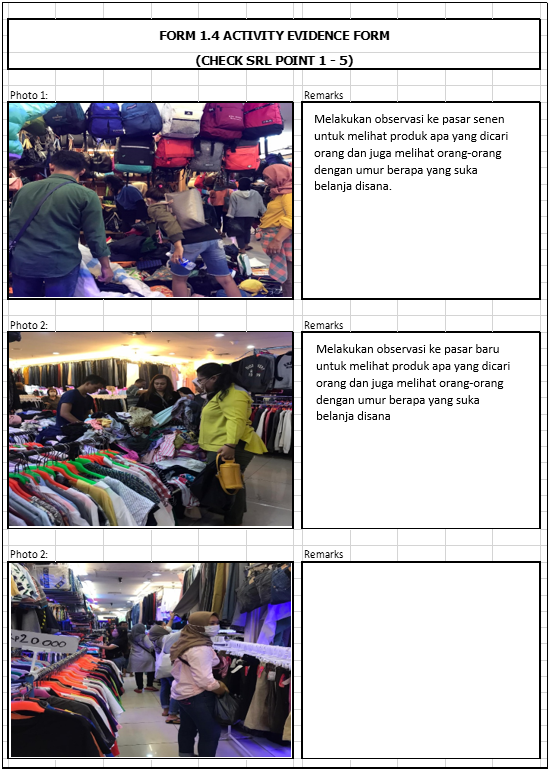 FORM 1.4 ACTIVITY EVIDENCE FORM
(CHECK SRL POINT 1 - 5)
Photo 1:
Remarks
Melakukan observasi ke pasar senen
untuk melihat produk apa yang dicari
orang dan juga melihat orang-orang
dengan umur berapa yang suka
belanja disana.
Photo 2:
Remarks
Melakukan observasi ke pasar baru
untuk melihat produk apa yang dicari
orang dan juga melihat orang-orang
dengan umur berapa yang suka
belanja disana
Photo 2:
Remarks
Rp20.000